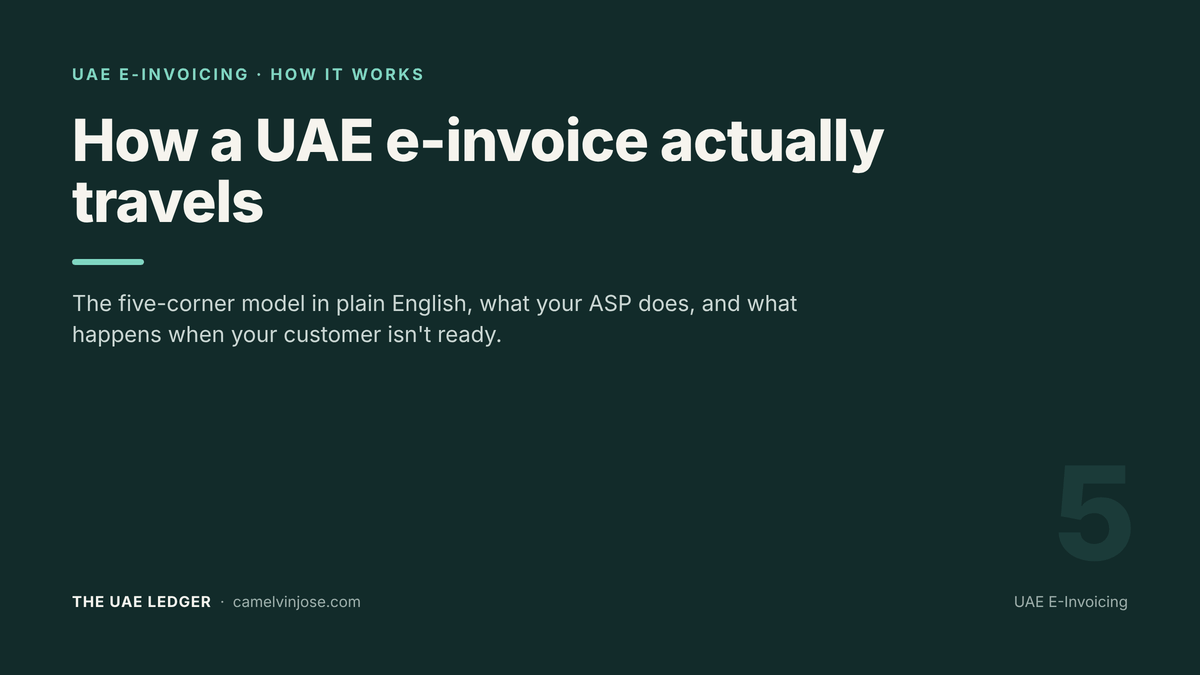 UAE E-INVOICING · HOW IT WORKS
How a UAE e-invoice actually
travels
The five-corner model in plain English, what your ASP does, and what
happens when your customer isn't ready.
5
THE UAE LEDGER · camelvinjose.com
UAE E-Invoicing